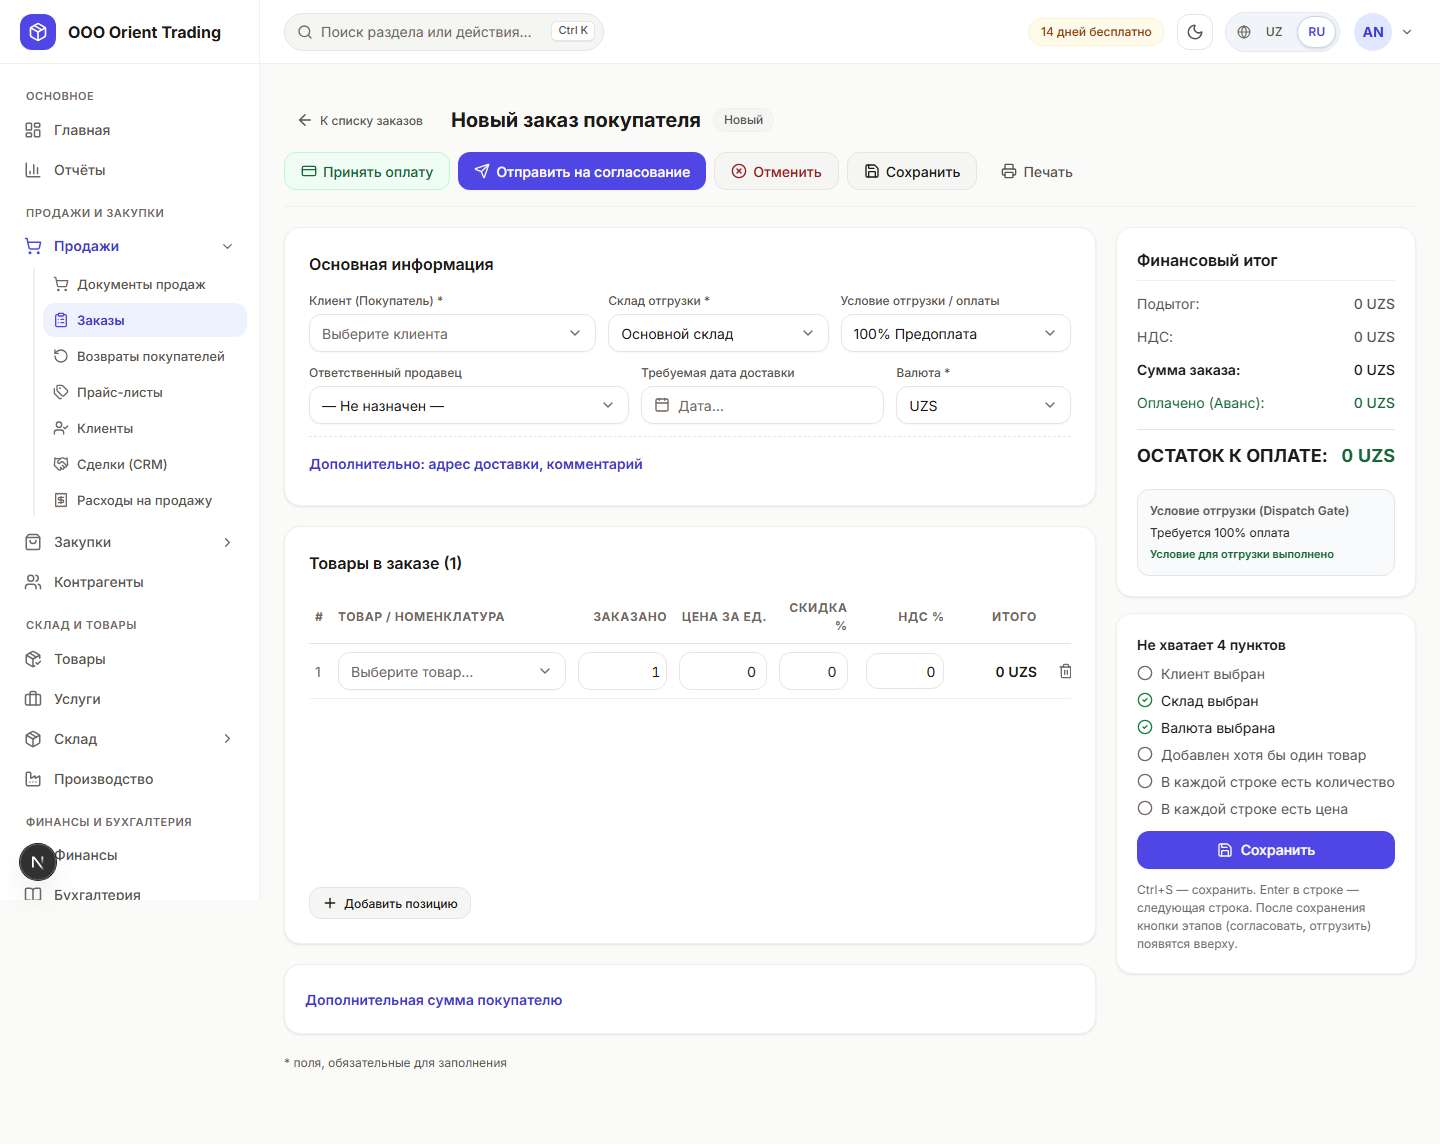 ООО Orient Trading
Поиск раздела или действия...
Ctrl K
14 дней бесплатно
UZ
RU
AN
ОСНОВНОЕ
Главная
Отчёты
ПРОДАЖИ И ЗАКУПКИ
Продажи
Документы продаж
Заказы
Возвраты покупателей
Прайс-листы
Клиенты
Сделки (CRM)
Расходы на продажу
Закупки
Контрагенты
СКЛАД И ТОВАРЫ
Товары
Услуги
Склад
Производство
ФИНАНСЫ И БУХГАЛТЕРИЯ
N
Финансы
Бухгалтерия
К списку заказов
Новый заказ покупателя
Новый
Принять оплату
Отправить на согласование
Отменить
Сохранить
Печать
Основная информация
Клиент (Покупатель) *
Склад отгрузки *
Условие отгрузки / оплаты
Выберите клиента
Основной склад
100% Предоплата
Ответственный продавец
Требуемая дата доставки
Валюта *
— Не назначен —
Дата...
UZS
Дополнительно: адрес доставки, комментарий
Товары в заказе (1)
# ТОВАР / НОМЕНКЛАТУРА ЗАКАЗАНО ЦЕНА ЗА ЕД. СКИДКА % НДС % ИТОГО
1 Выберите товар... 1 0 0 0 0 UZS
Добавить позицию
Дополнительная сумма покупателю
* поля, обязательные для заполнения
Финансовый итог
Подытог: 0 UZS
НДС: 0 UZS
Сумма заказа: 0 UZS
Оплачено (Аванс): 0 UZS
ОСТАТОК К ОПЛАТЕ: 0 UZS
Условие отгрузки (Dispatch Gate)
Требуется 100% оплата
Условие для отгрузки выполнено
Не хватает 4 пунктов
Клиент выбран
Склад выбран
Валюта выбрана
Добавлен хотя бы один товар
В каждой строке есть количество
В каждой строке есть цена
Сохранить
Ctrl+S — сохранить. Enter в строке —
следующая строка. После сохранения
кнопки этапов (согласовать, отгрузить)
появятся вверху.